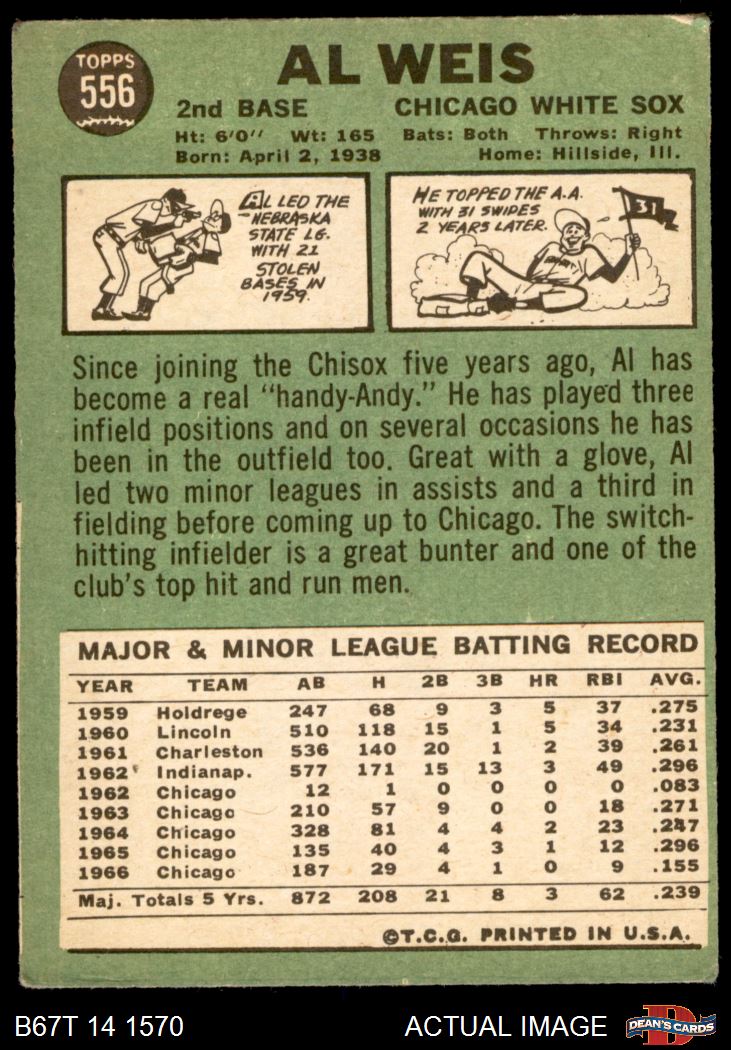 TOPPS
556
AL WEIS
2nd BASE CHICAGO WHITE SOX
Ht: 6'0" Wt: 165 Bats: Both Throws: Right
Born: April 2, 1938 Home: Hillside, Ill.
AL LED THE
NEBRASKA
STATE LG.
WITH 21
STOLEN
BASES IN
1959.
HE TOPPED THE A.A.
WITH 31 SWIPES
2 YEARS LATER.
31
Since joining the Chisox five years ago, Al has
become a real "handy-Andy." He has played three
infield positions and on several occasions he has
been in the outfield too. Great with a glove, Al
led two minor leagues in assists and a third in
fielding before coming up to Chicago. The switch-
hitting infielder is a great bunter and one of the
club's top hit and run men.
MAJOR & MINOR LEAGUE BATTING RECORD
YEAR TEAM AB H 2B 3B HR RBI AVG.
1959 Holdrege 247 68 9 3 5 37 .275
1960 Lincoln 510 118 15 1 5 34 .231
1961 Charleston 536 140 20 1 2 39 .261
1962 Indianap. 577 171 15 13 3 49 .296
1962 Chicago 12 1 0 0 0 0 .083
1963 Chicago 210 57 9 0 0 18 .271
1964 Chicago 328 81 4 4 2 23 .247
1965 Chicago 135 40 4 3 1 12 .296
1966 Chicago 187 29 4 1 0 9 .155
Maj. Totals 5 Yrs. 872 208 21 8 3 62 .239
©T.C.G. PRINTED IN U.S.A.
B67T 14 1570 ACTUAL IMAGE D DEAN'S CARDS